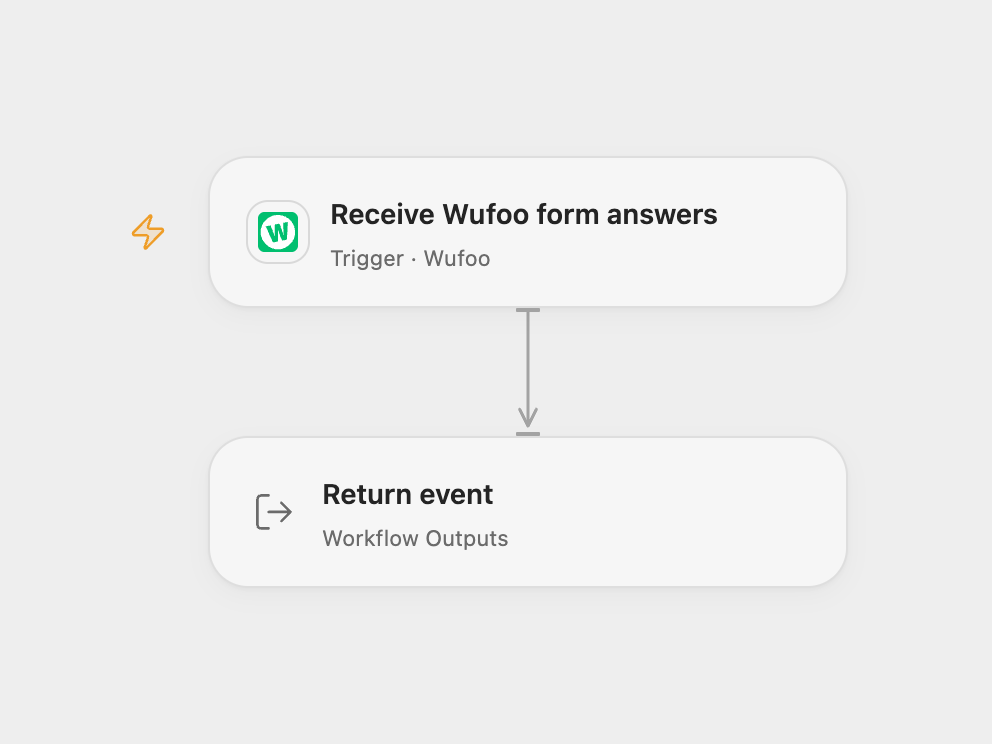 Receive Wufoo form answers
Trigger · Wufoo
Return event
Workflow Outputs